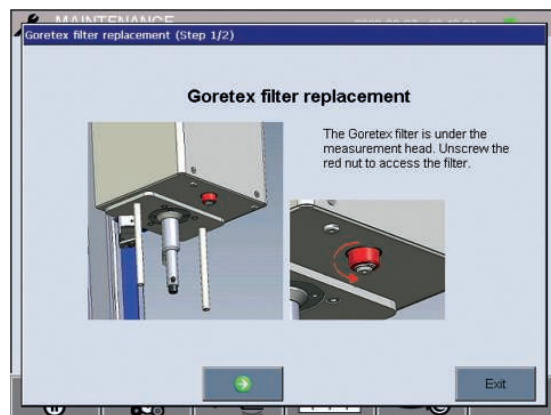 MAINTENANCE
Goretex filter replacement (Step 1/2)
Goretex filter replacement
The Goretex filter is under the
measurement head. Unscrew the
red nut to access the filter.
Exit